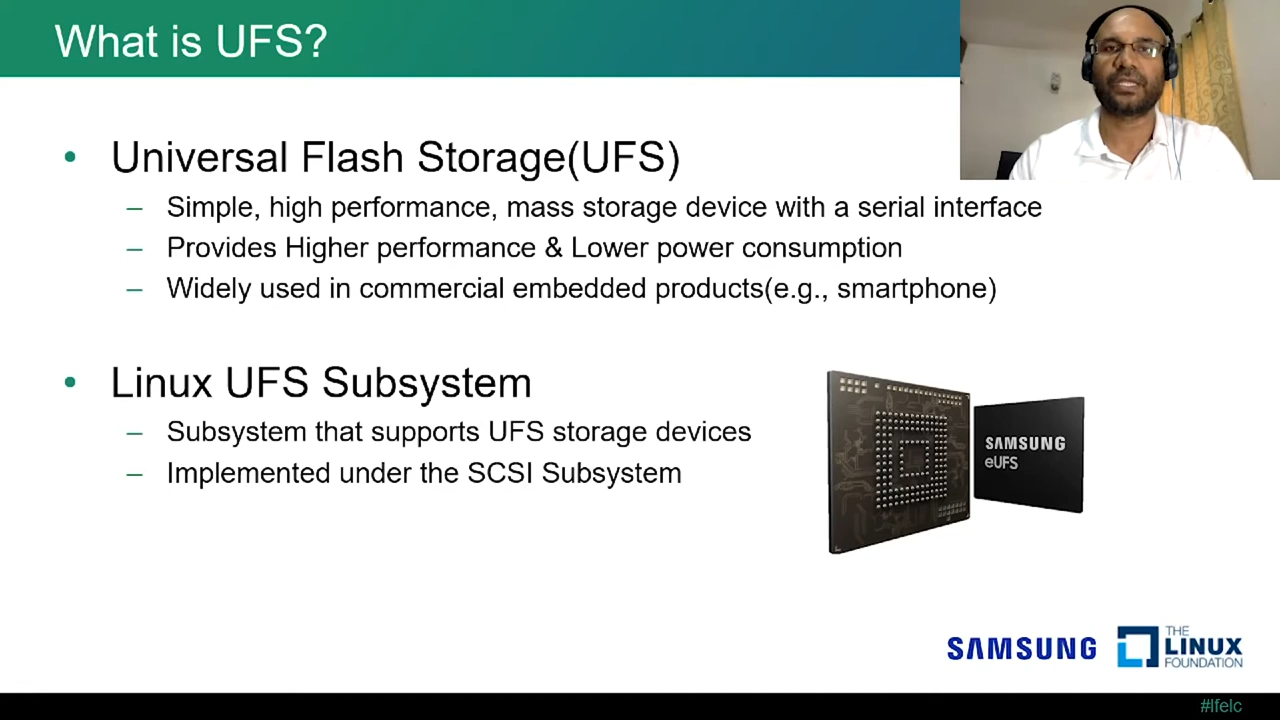 What is UFS?
• Universal Flash Storage(UFS)
– Simple, high performance, mass storage device with a serial interface
– Provides Higher performance & Lower power consumption
– Widely used in commercial embedded products(e.g., smartphone)
• Linux UFS Subsystem
– Subsystem that supports UFS storage devices
– Implemented under the SCSI Subsystem
SAMSUNG
eUFS
SAMSUNG
THE
LINUX
FOUNDATION
#lfelc